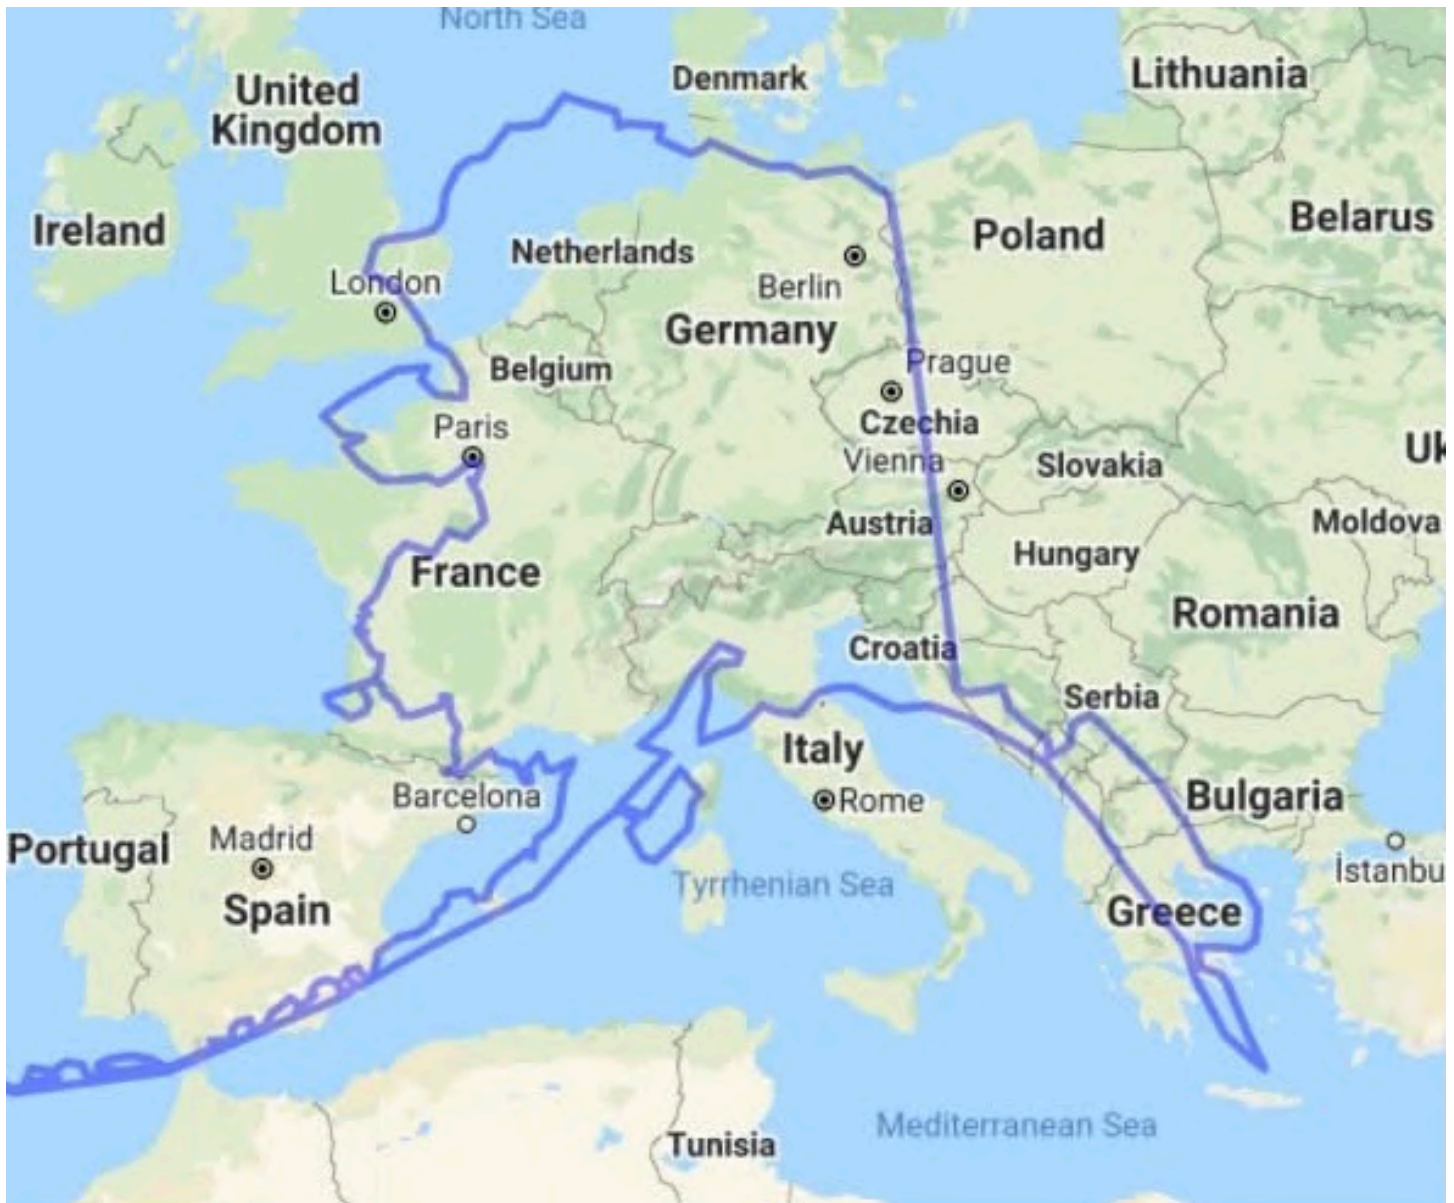 North Sea
Denmark
Lithuania
United
Kingdom
Ireland
Belarus
Netherlands
Poland
London
Berlin
Germany
Belgium
Prague
Czechia
Paris
Vienna
Slovakia
Uk
Austria
Moldova
Hungary
France
Romania
Croatia
Serbia
Italy
Barcelona
Rome
Bulgaria
Madrid
Portugal
İstanbu
Tyrrhenian Sea
Spain
Greece
Mediterranean Sea
Tunisia